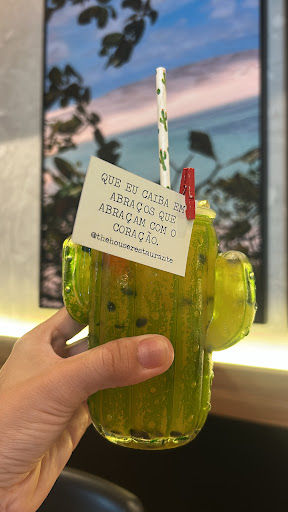 QUE EU CAIBA EM
ABRAÇOS QUE
ABRAÇAM COM O
CORAÇÃO.
@thehouserestaurante